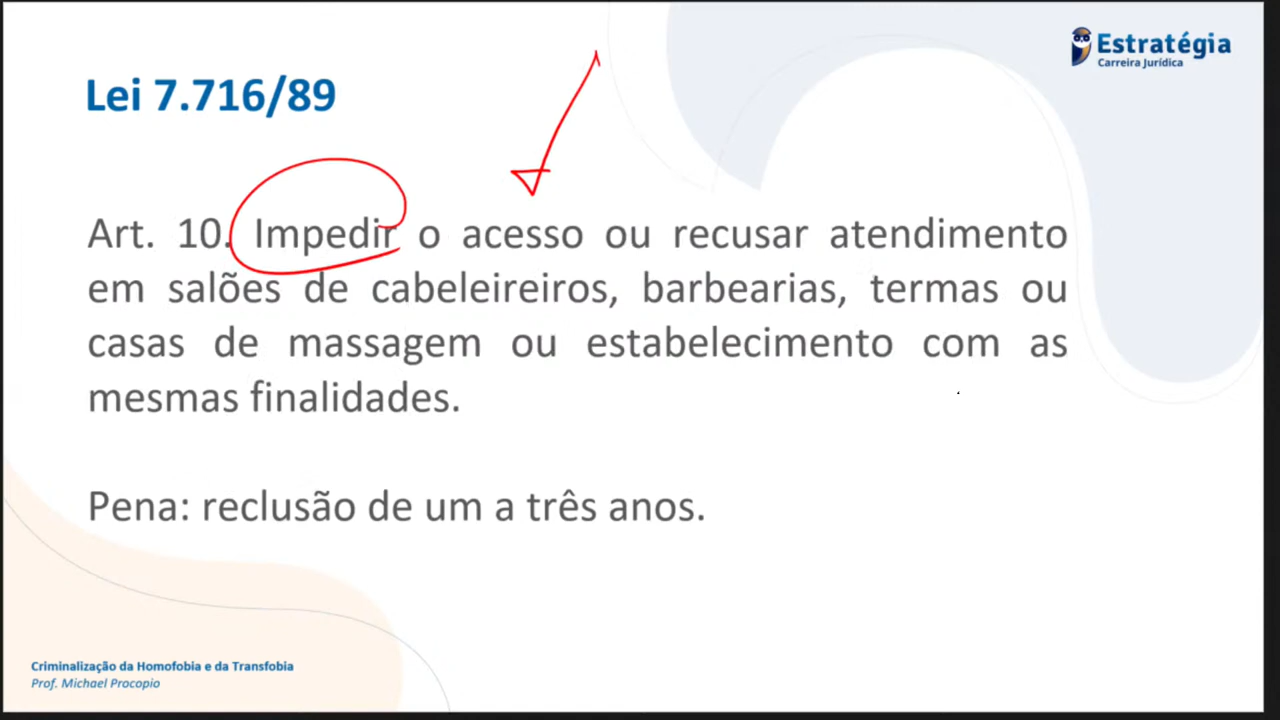 Estratégia
Carreira Jurídica
Lei 7.716/89
Art. 10. Impedir o acesso ou recusar atendimento
em salões de cabeleireiros, barbearias, termas ou
casas de massagem ou estabelecimento com as
mesmas finalidades.
Pena: reclusão de um a três anos.
Criminalização da Homofobia e da Transfobia
Prof. Michael Procopio